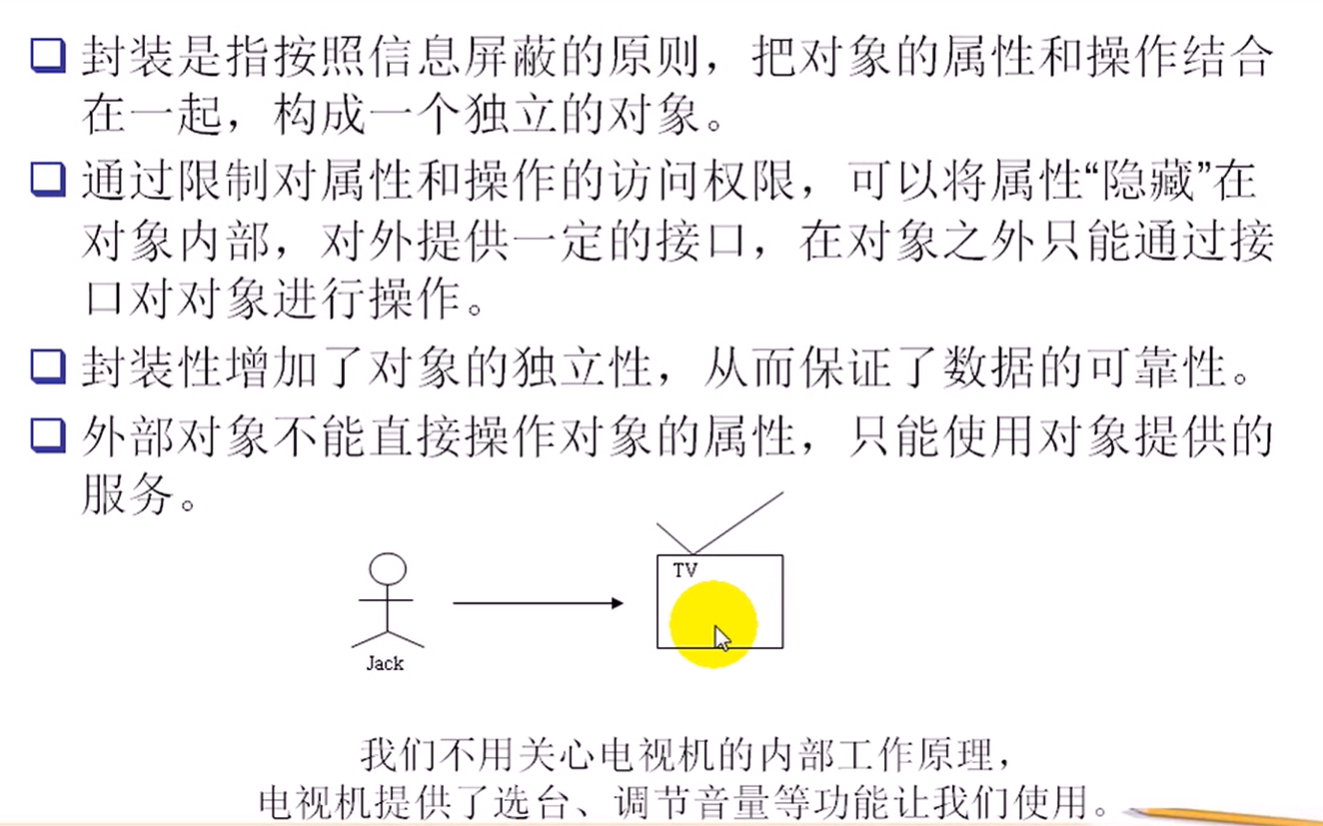 封装是指按照信息屏蔽的原则，把对象的属性和操作结合
在一起，构成一个独立的对象。
通过限制对属性和操作的访问权限，可以将属性“隐藏”在
对象内部，对外提供一定的接口，在对象之外只能通过接
口对对象进行操作。
封装性增加了对象的独立性，从而保证了数据的可靠性。
外部对象不能直接操作对象的属性，只能使用对象提供的
服务。
TV
Jack
我们不用关心电视机的内部工作原理，
电视机提供了选台、调节音量等功能让我们使用。